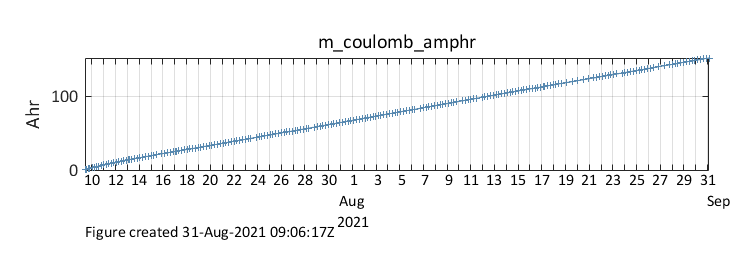 m_coulomb_amphr
Ahr
100
0
10 12 14 16 18 20 22 24 26 28 30 1 3 5 7 9 11 13 15 17 19 21 23 25 27 29 31
Aug Sep
2021
Figure created 31-Aug-2021 09:06:17Z